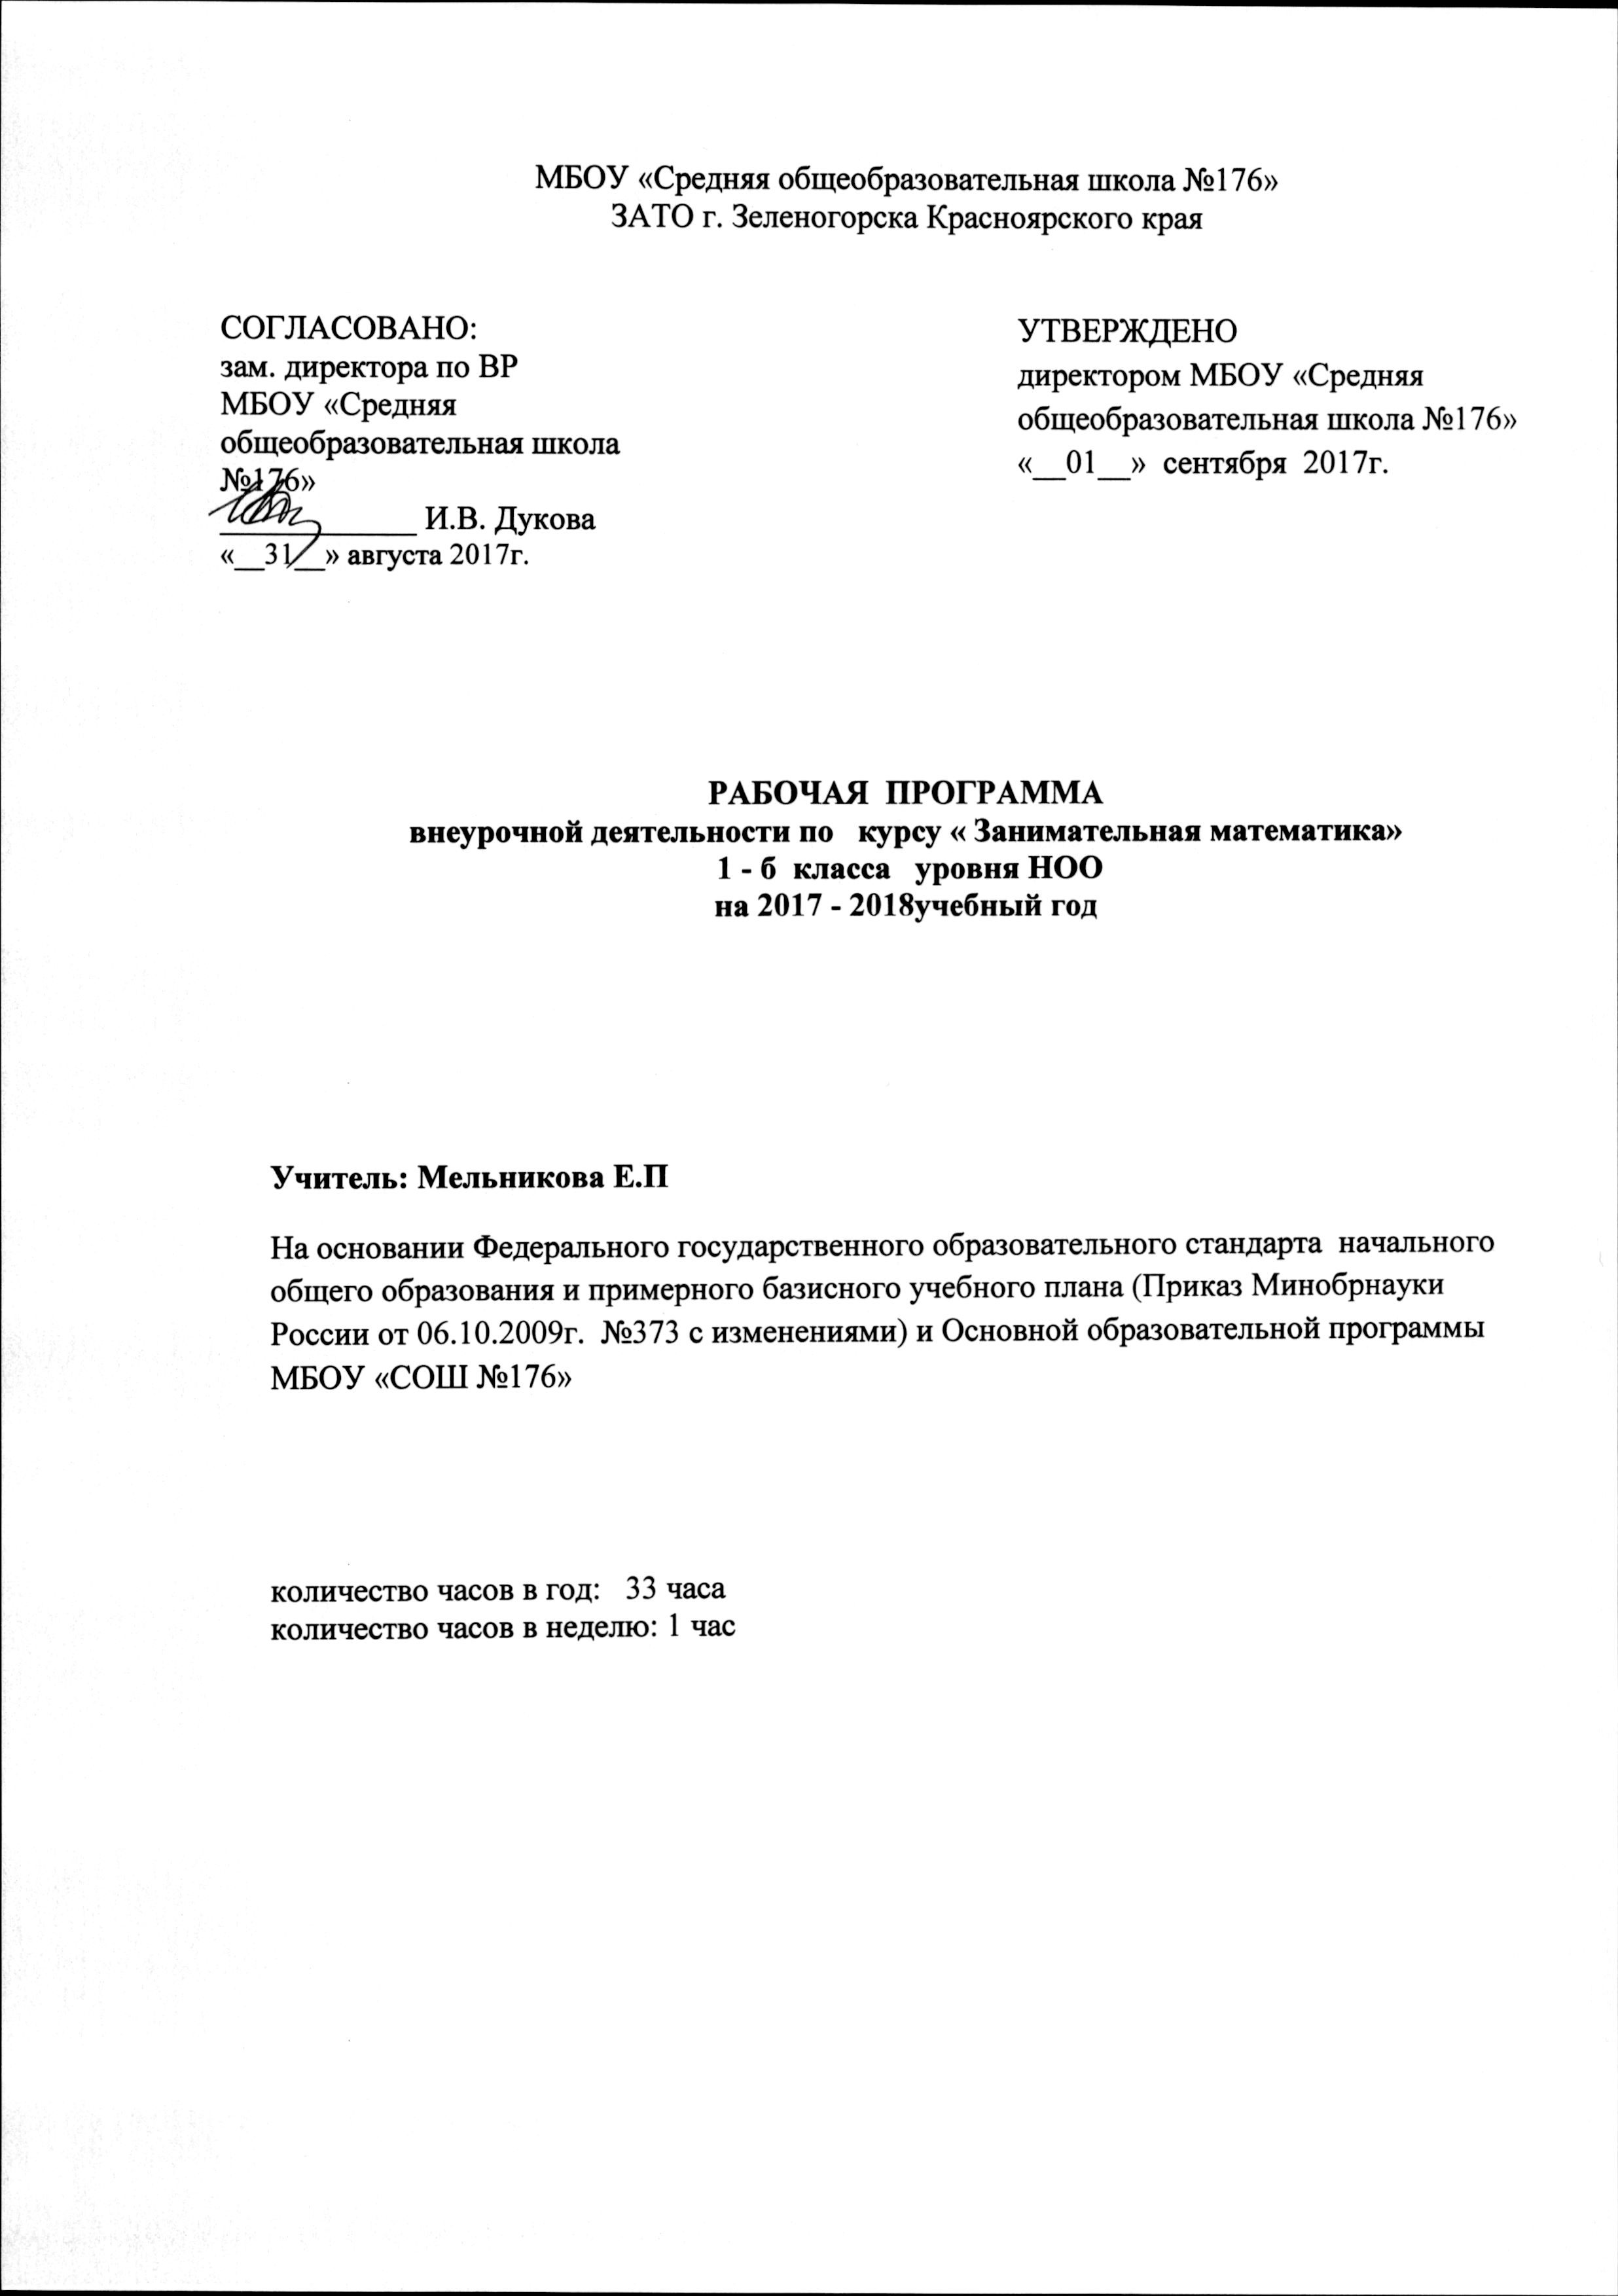 МБОУ «Средняя общеобразовательная школа №176»
ЗАТО г. Зеленогорска Красноярского края
СОГЛАСОВАНО:
зам. директора по ВР
МБОУ «Средняя
общеобразовательная школа
№176»
______________ И.В. Дукова
«__31__» августа 2017г.
УТВЕРЖДЕНО
директором МБОУ «Средняя
общеобразовательная школа №176»
«__01__» сентября 2017г.
РАБОЧАЯ ПРОГРАММА
внеурочной деятельности по курсу « Занимательная математика»
1 - б класса уровня НОО
на 2017 - 2018учебный год
Учитель: Мельникова Е.П
На основании Федерального государственного образовательного стандарта начального
общего образования и примерного базисного учебного плана (Приказ Минобрнауки
России от 06.10.2009г. №373 с изменениями) и Основной образовательной программы
МБОУ «СОШ №176»
количество часов в год: 33 часа
количество часов в неделю: 1 час